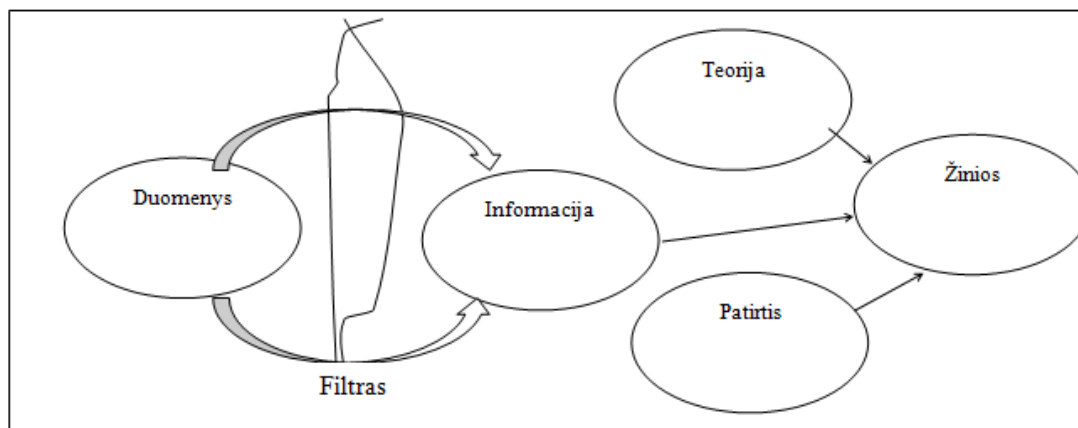 Duomenys
Filtras
Informacija
Teorija
Patirtis
Žinios